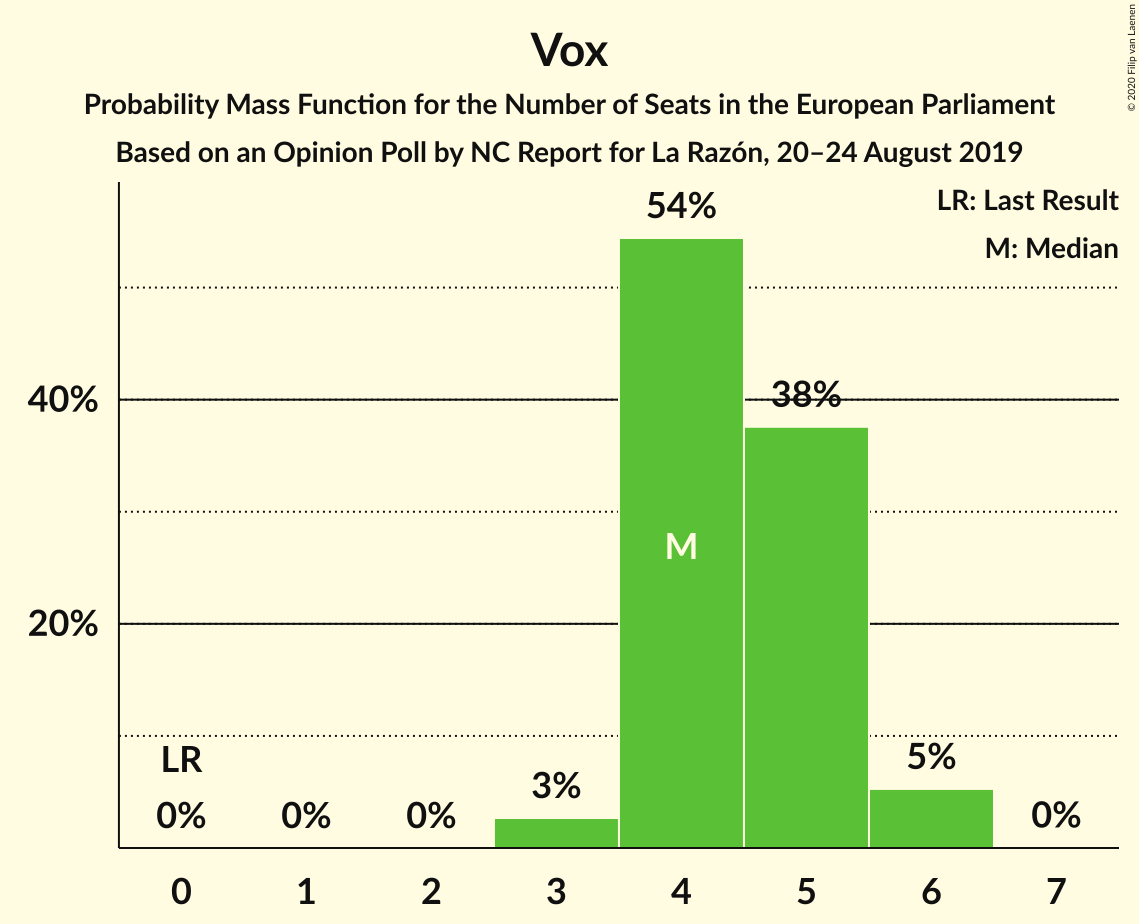 Vox
Probability Mass Function for the Number of Seats in the European Parliament
Based on an Opinion Poll by NC Report for La Razón, 20–24 August 2019
© 2020 Filip van Laenen
LR: Last Result
M: Median
54%
38%
40%
M
20%
LR
0%
0%
0%
3%
5%
0%
0
1
2
3
4
5
6
7